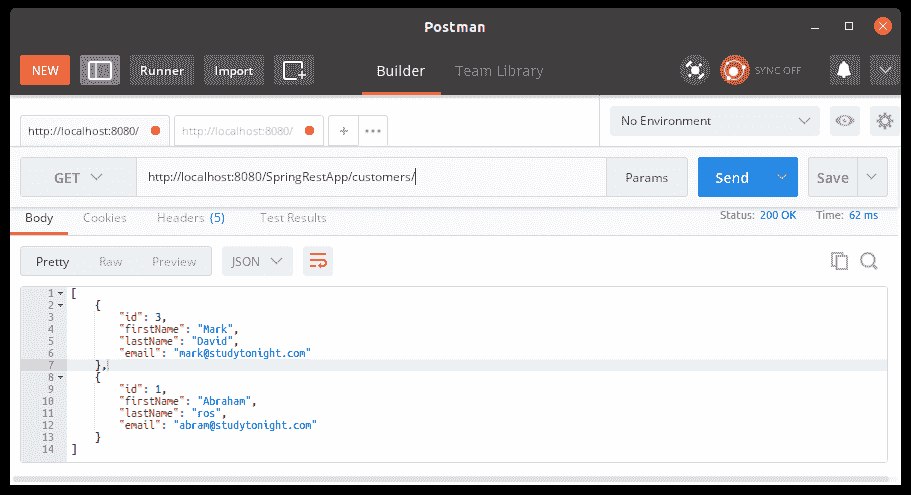 Postman
NEW Runner Import Builder Team Library SYNC OFF
http://localhost:8080/ http://localhost:8080/ + ••• No Environment
GET http://localhost:8080/SpringRestApp/customers/ Params Send Save
Body Cookies Headers (5) Test Results Status: 200 OK Time: 62 ms
Pretty Raw Preview JSON
1 [
2 {
3 "id": 3,
4 "firstName": "Mark",
5 "lastName": "David",
6 "email": "mark@studytonight.com"
7 },
8 {
9 "id": 1,
10 "firstName": "Abraham",
11 "lastName": "ros",
12 "email": "abram@studytonight.com"
13 }
14 ]